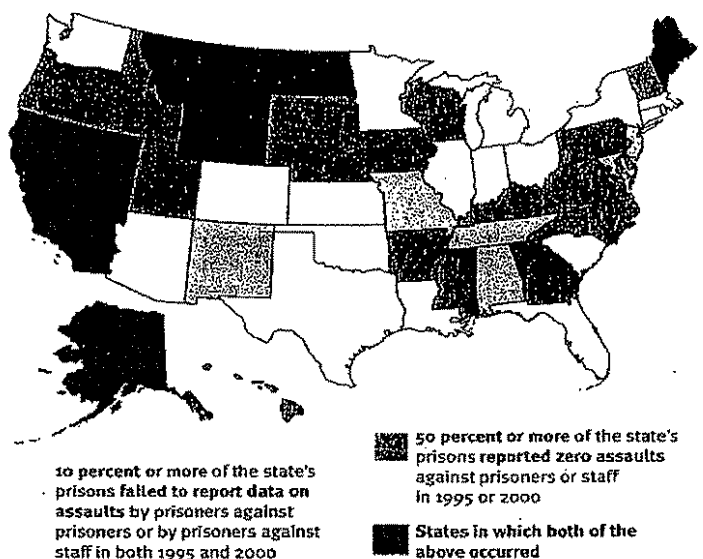 10 percent or more of the state's
prisons failed to report data on
assaults by prisoners against
prisoners or by prisoners against
staff in both 1995 and 2000
50 percent or more of the state's
prisons reported zero assaults
against prisoners or staff
in 1995 or 2000
States in which both of the
above occurred